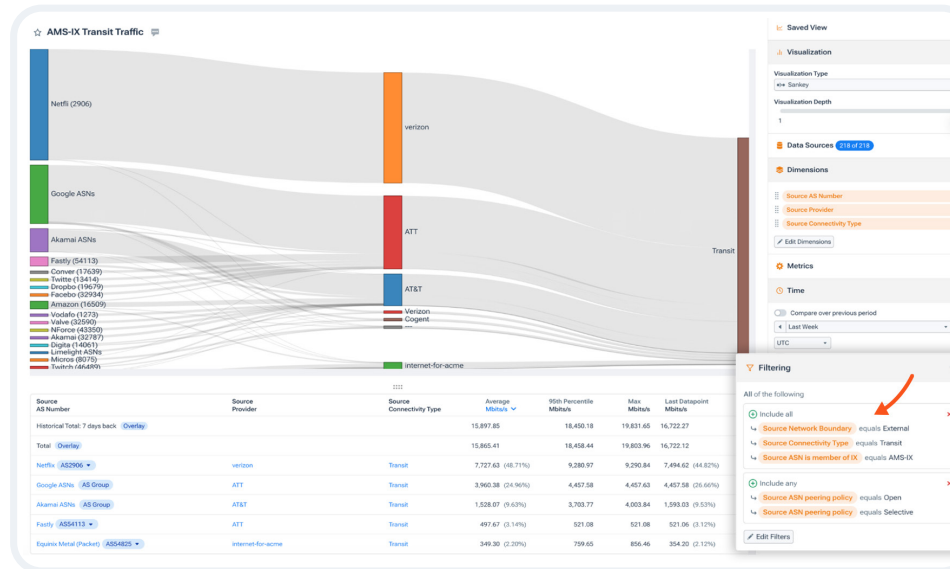 AMS-IX Transit Traffic
Netfli (2906)
Google ASNs
Akamai ASNs
Fastly (54113)
Conver (17639)
Twitte (13414)
Dropbo (19679)
Facebo (32934)
Amazon (16509)
Vodafo (1273)
Valve (32590)
NForce (43350)
Akamai (32787)
Digita (14061)
Limelight ASNs
Micros (8075)
Twitch (46489)
verizon
ATT
AT&T
Verizon
Cogent
—
internet-for-acme
Transit
Saved View
Visualization
Visualization Type
Sankey
Visualization Depth
1
Data Sources 218 of 218
Dimensions
Source AS Number
Source Provider
Source Connectivity Type
Edit Dimensions
Metrics
Time
Compare over previous period
Last Week
UTC
Filtering
All of the following
Include all
Source Network Boundary equals External
Source Connectivity Type equals Transit
Source ASN is member of IX equals AMS-IX
Include any
Source ASN peering policy equals Open
Source ASN peering policy equals Selective
Edit Filters
Source Source Source Average 95th Percentile Max Last Datapoint
AS Number Provider Connectivity Type Mbits/s Mbits/s Mbits/s Mbits/s
Historical Total: 7 days back Overlay 15,897.85 18,450.18 19,831.65 16,722.27
Total Overlay 15,865.41 18,458.44 19,803.96 16,722.12
Netflix AS2906 verizon Transit 7,727.63 (48.71%) 9,280.97 9,290.84 7,494.62 (44.82%)
Google ASNs AS Group ATT Transit 3,960.38 (24.96%) 4,457.58 4,457.63 4,457.58 (26.66%)
Akamai ASNs AS Group AT&T Transit 1,528.07 (9.63%) 3,703.77 4,003.84 1,593.03 (9.53%)
Fastly AS54113 ATT Transit 497.67 (3.14%) 521.08 521.08 521.06 (3.12%)
Equinix Metal (Packet) AS54825 internet-for-acme Transit 349.30 (2.20%) 759.65 856.46 354.20 (2.12%)